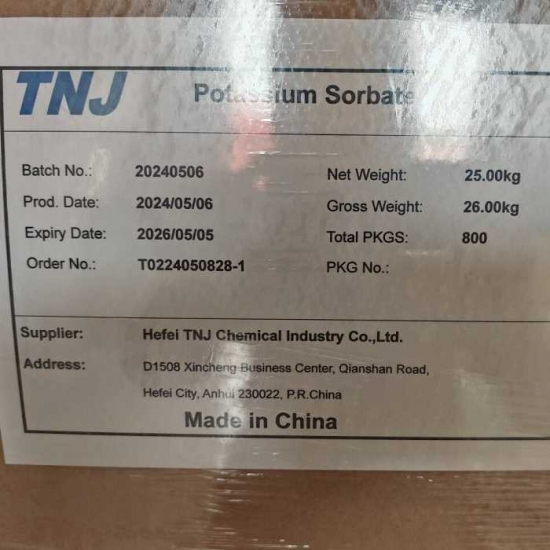 TNJ Potassium Sorbate
Batch No.: 20240506 Net Weight: 25.00kg
Prod. Date: 2024/05/06 Gross Weight: 26.00kg
Expiry Date: 2026/05/05 Total PKGS: 800
Order No.: T0224050828-1 PKG No.:
Supplier: Hefei TNJ Chemical Industry Co.,Ltd.
Address: D1508 Xincheng Business Center, Qianshan Road,
Hefei City, Anhui 230022, P.R.China
Made in China